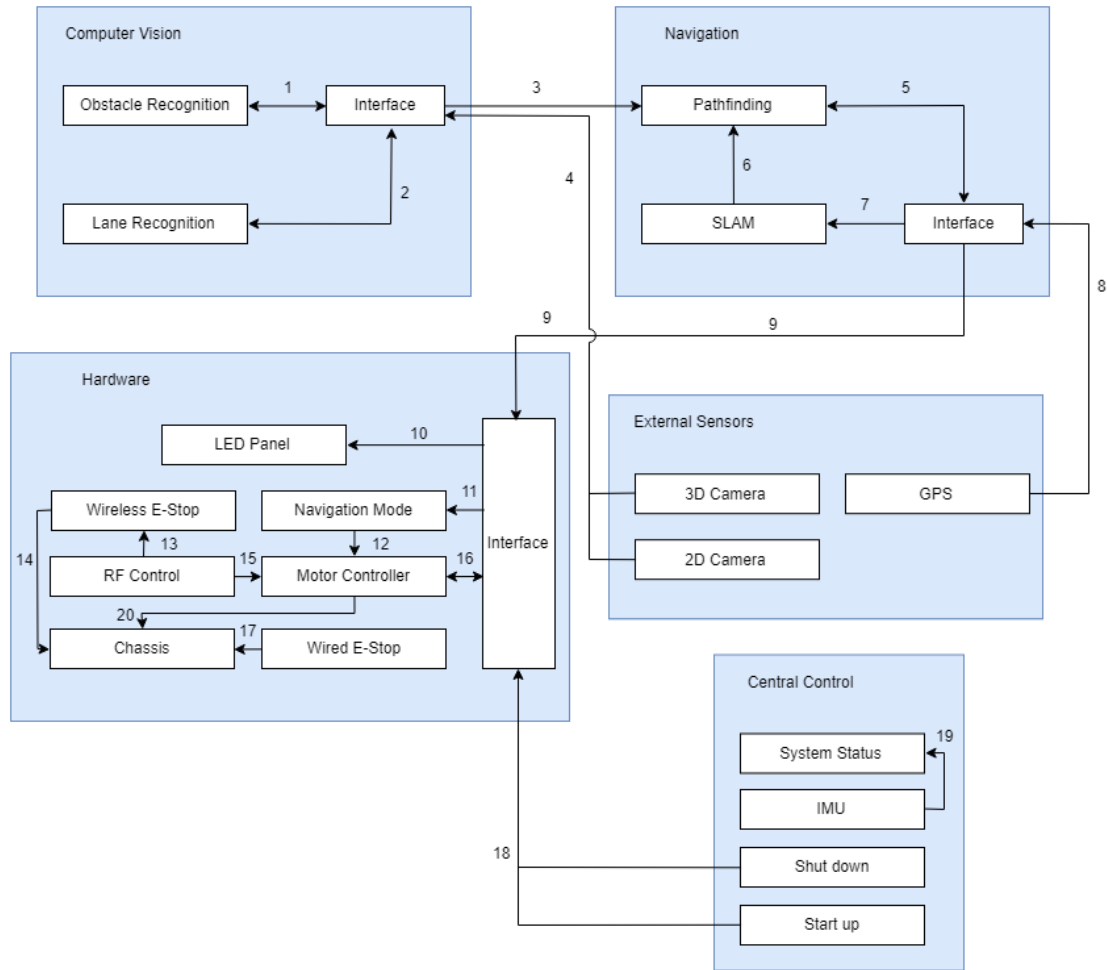 Computer Vision
Obstacle Recognition
1
Interface
2
Lane Recognition
3
4
Navigation
Pathfinding
5
6
SLAM
7
Interface
8
9
9
Hardware
LED Panel
10
Wireless E-Stop
Navigation Mode
11
14
13
12
Interface
RF Control
15
Motor Controller
16
20
17
Chassis
Wired E-Stop
External Sensors
3D Camera
GPS
2D Camera
18
Central Control
System Status
19
IMU
Shut down
Start up